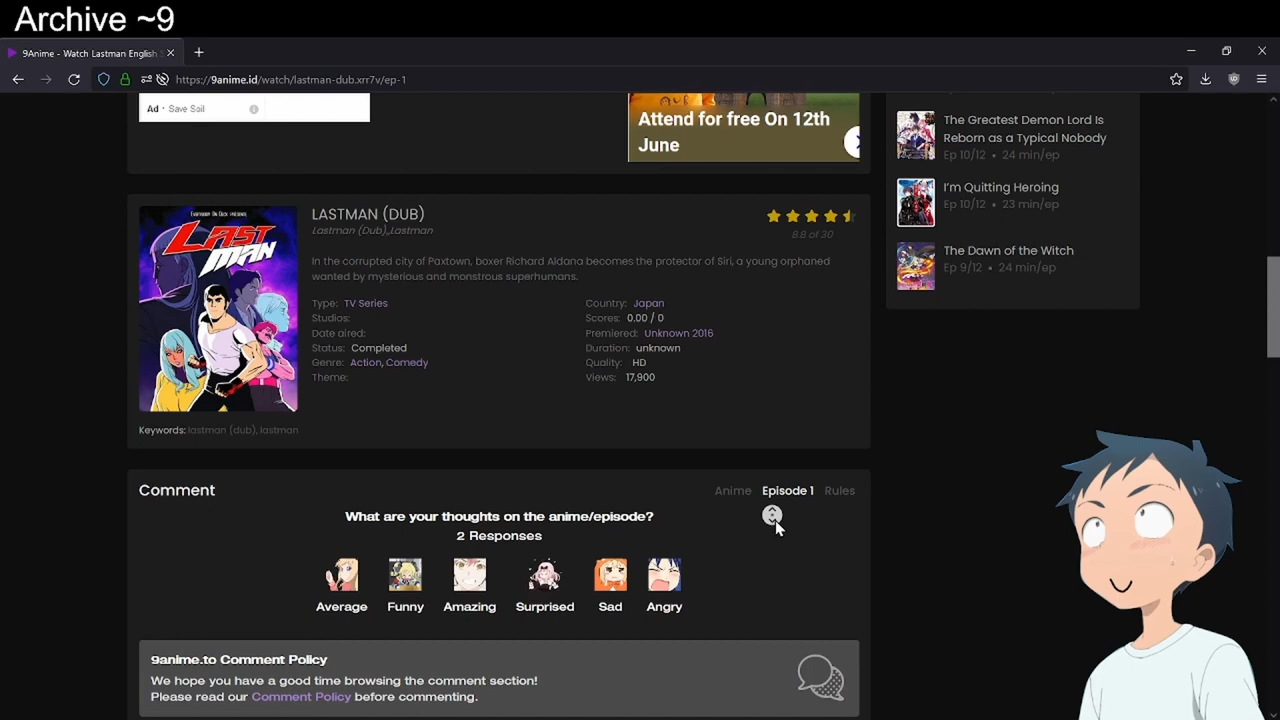 Archive ~9
9Anime - Watch Lastman English S
https://9anime.id/watch/lastman-dub.xrr7v/ep-1
Ad • Save Soil
Attend for free On 12th
June
The Greatest Demon Lord Is
Reborn as a Typical Nobody
Ep 10/12 • 24 min/ep
I'm Quitting Heroing
Ep 10/12 • 23 min/ep
The Dawn of the Witch
Ep 9/12 • 24 min/ep
LASTMAN
LASTMAN (DUB)
Lastman (Dub),,Lastman
8.8 of 30
In the corrupted city of Paxtown, boxer Richard Aldana becomes the protector of Siri, a young orphaned
wanted by mysterious and monstrous superhumans.
Type: TV Series
Studios:
Date aired:
Status: Completed
Genre: Action, Comedy
Theme:
Country: Japan
Scores: 0.00 / 0
Premiered: Unknown 2016
Duration: unknown
Quality: HD
Views: 17,900
Keywords: lastman (dub), lastman
Comment
Anime Episode 1 Rules
What are your thoughts on the anime/episode?
2 Responses
Average Funny Amazing Surprised Sad Angry
9anime.to Comment Policy
We hope you have a good time browsing the comment section!
Please read our Comment Policy before commenting.